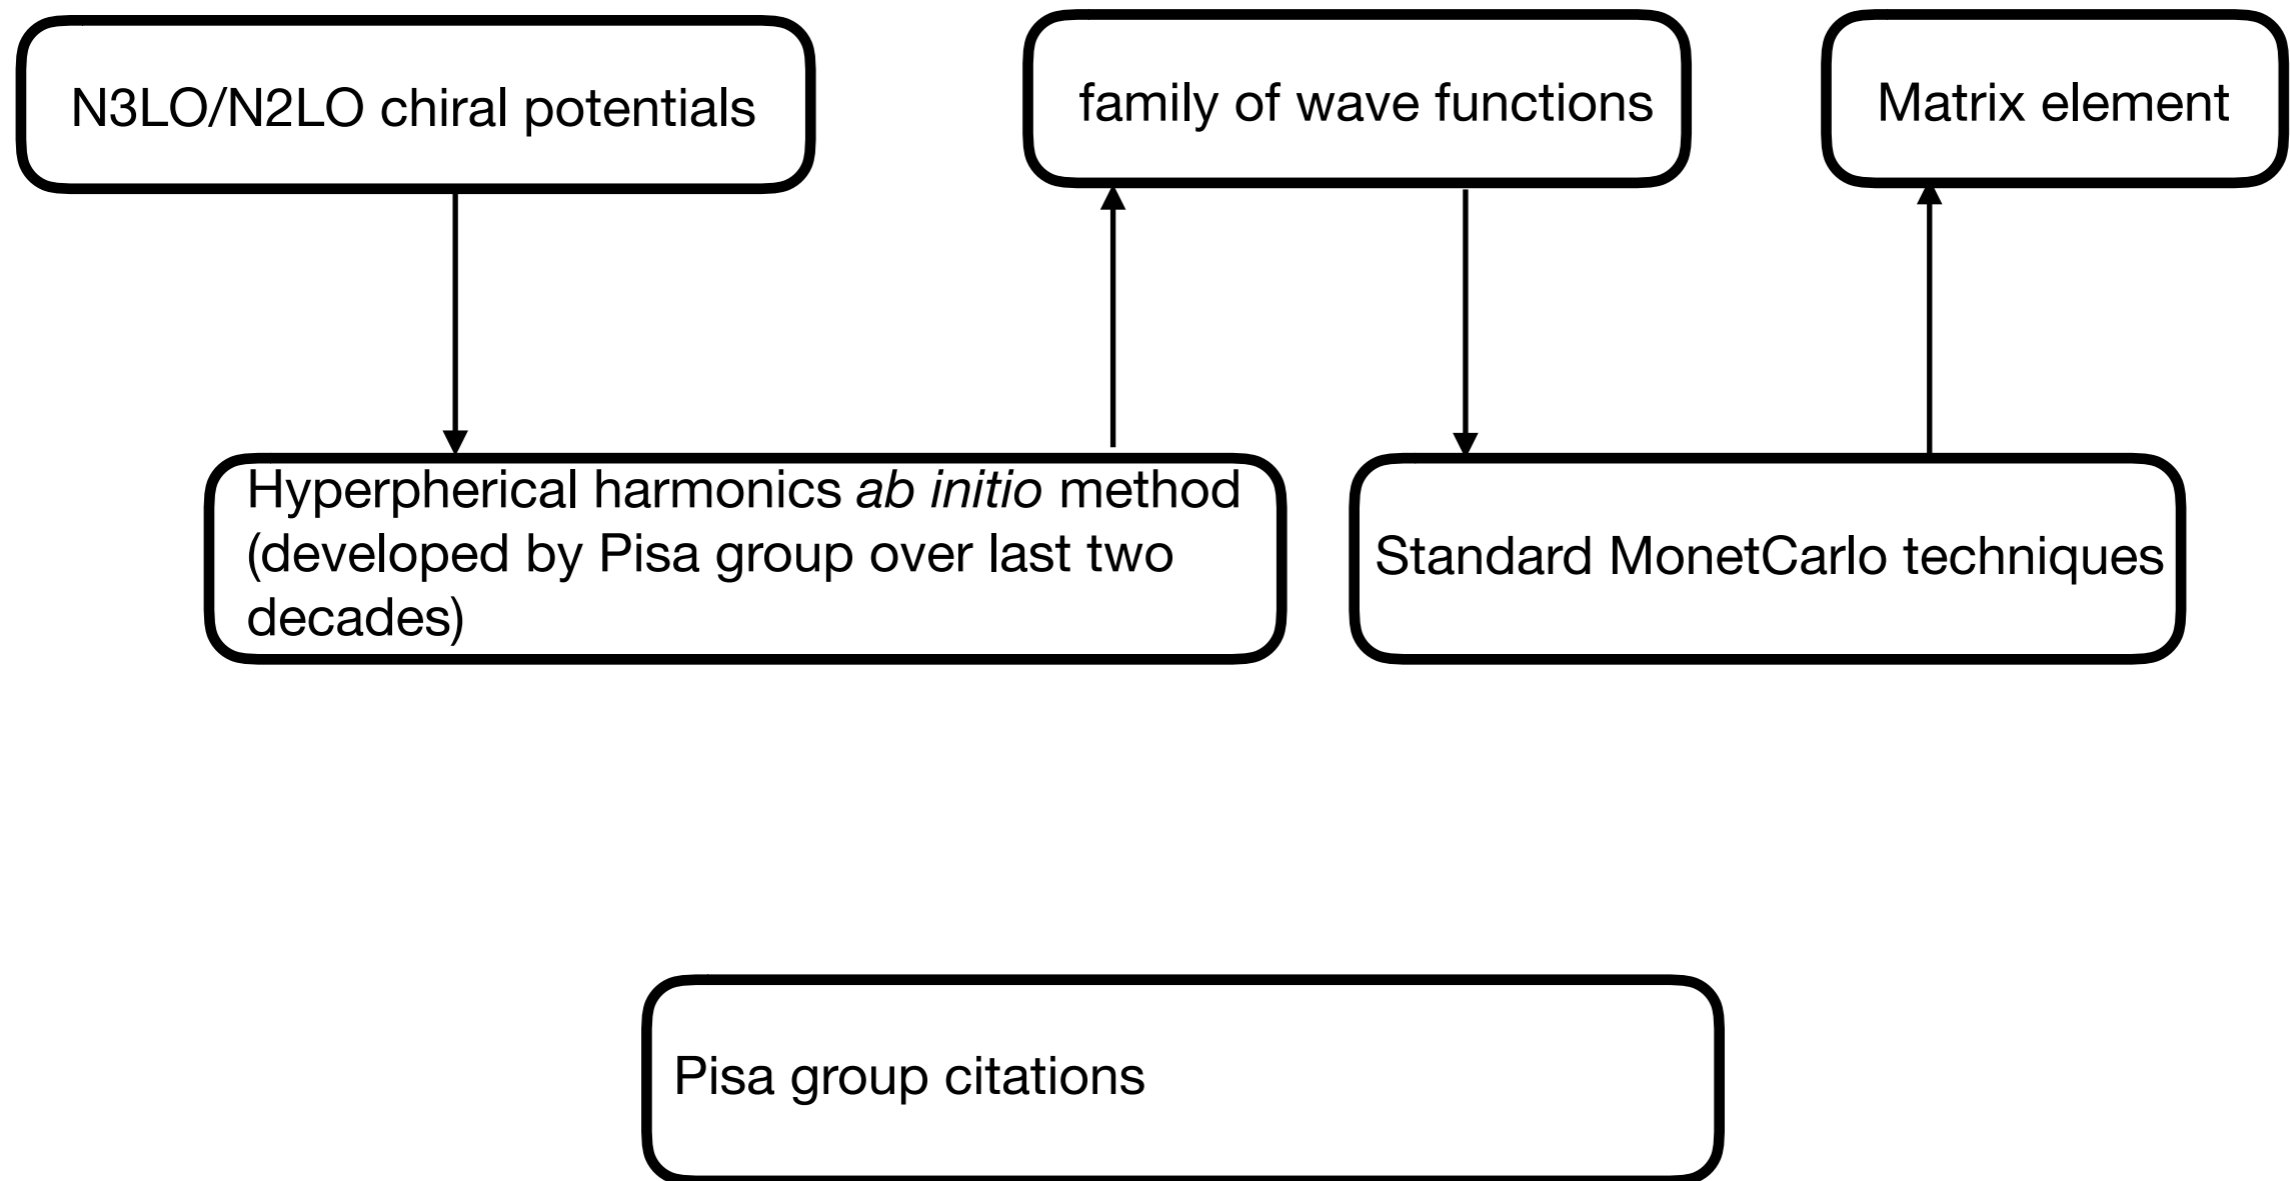 N3LO/N2LO chiral potentials
family of wave functions
Matrix element
Hyperpherical harmonics ab initio method
(developed by Pisa group over last two
decades)
Standard MonetCarlo techniques
Pisa group citations